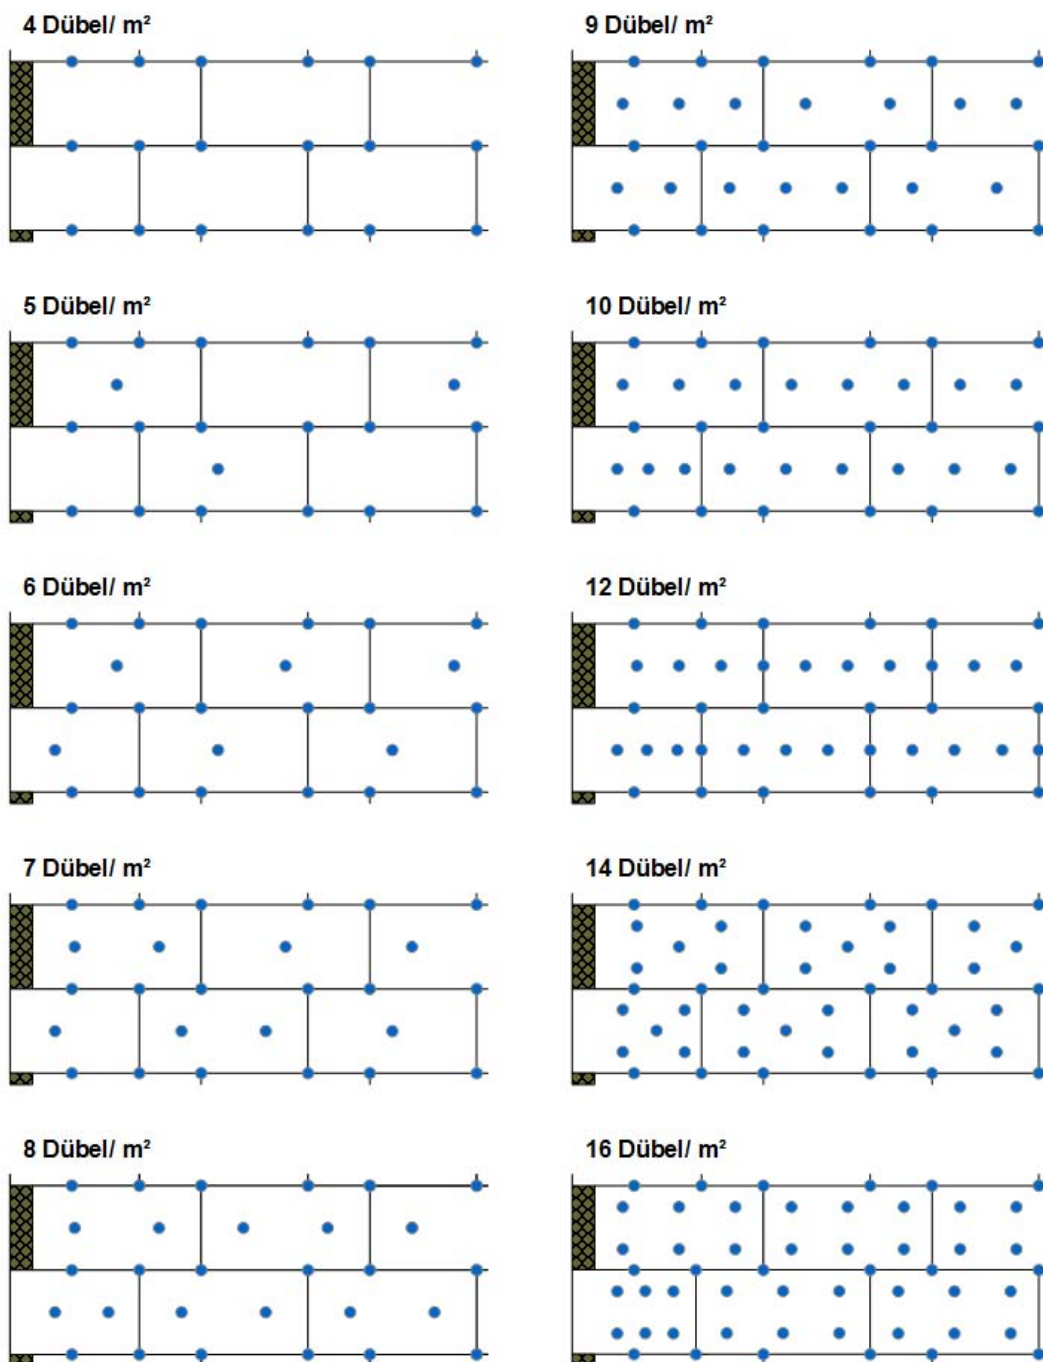 4 Dübel/ m²
9 Dübel/ m²
5 Dübel/ m²
10 Dübel/ m²
6 Dübel/ m²
12 Dübel/ m²
7 Dübel/ m²
14 Dübel/ m²
8 Dübel/ m²
16 Dübel/ m²